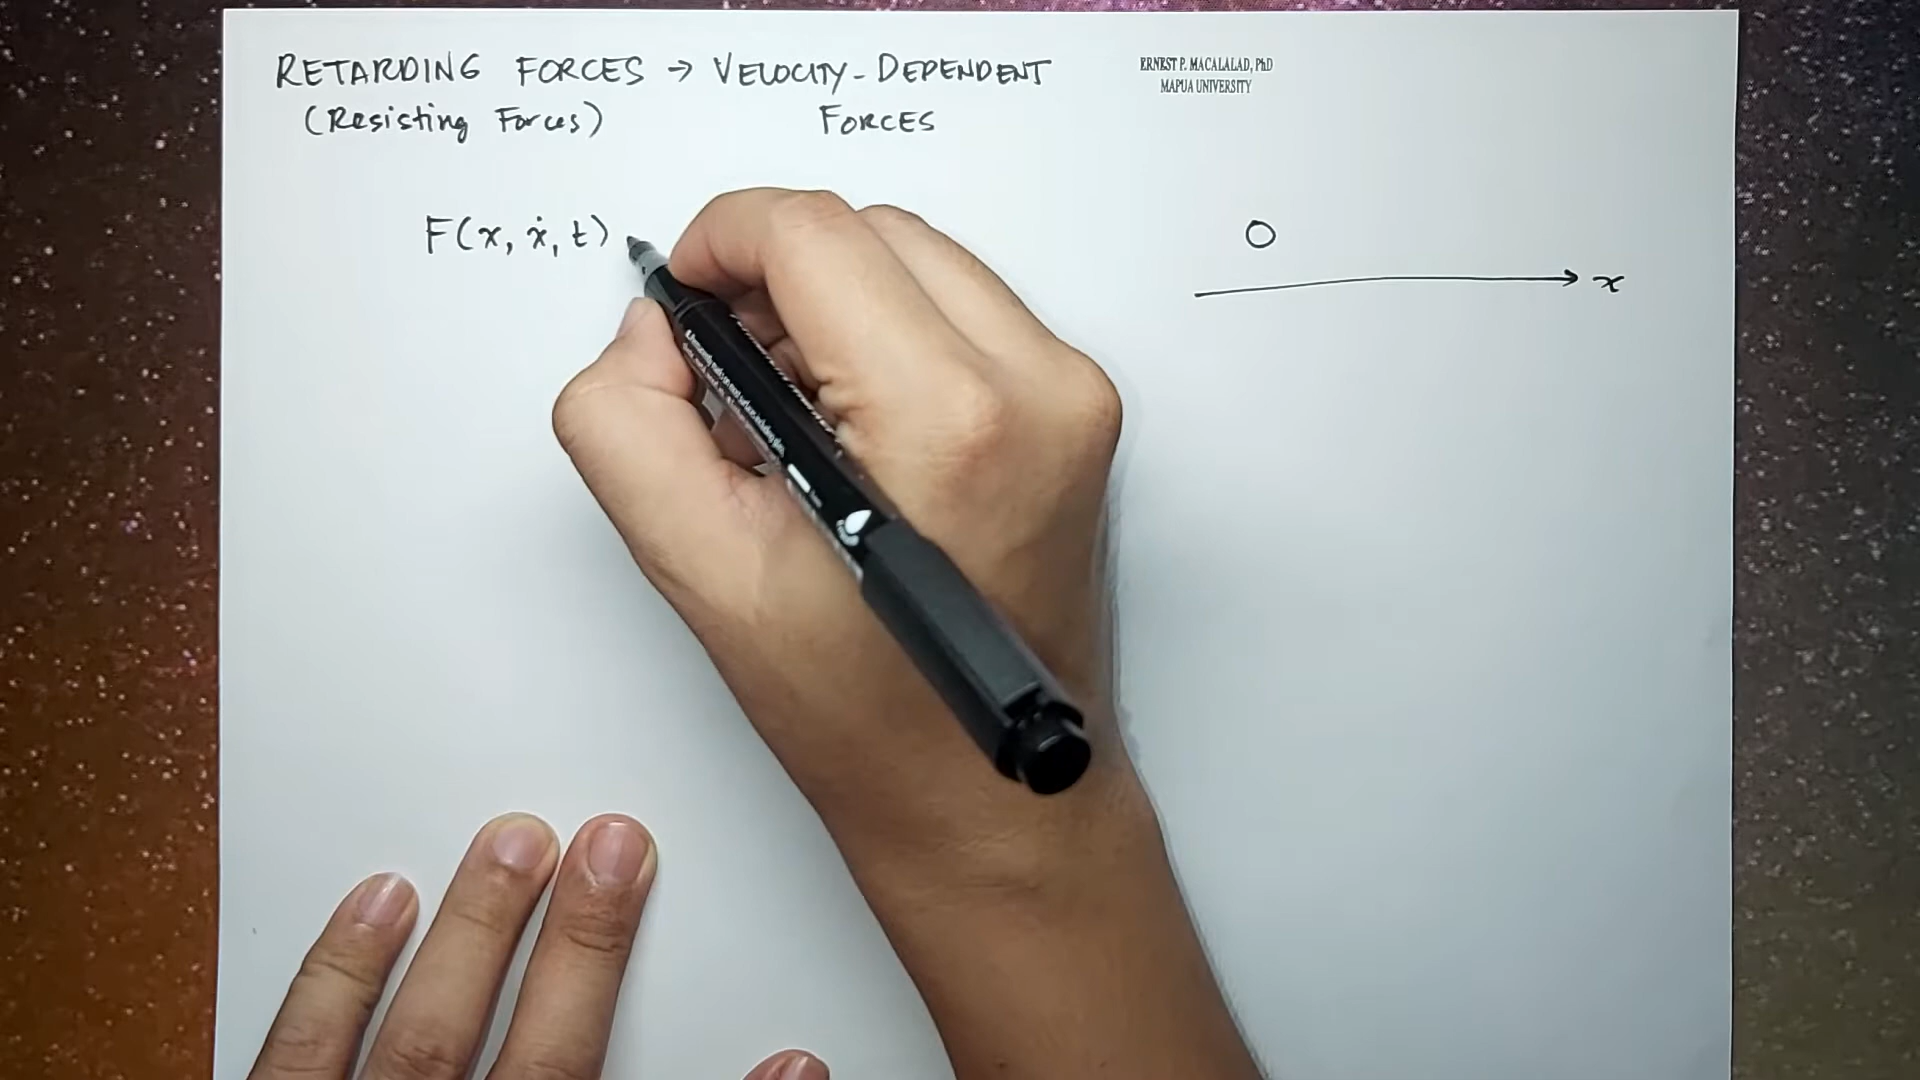 RETARDING FORCES → VELOCITY-DEPENDENT
(Resisting Forces) FORCES
ERNEST P. MACALALAD, PhD
MAPUA UNIVERSITY
F(x, ẋ, t)
x